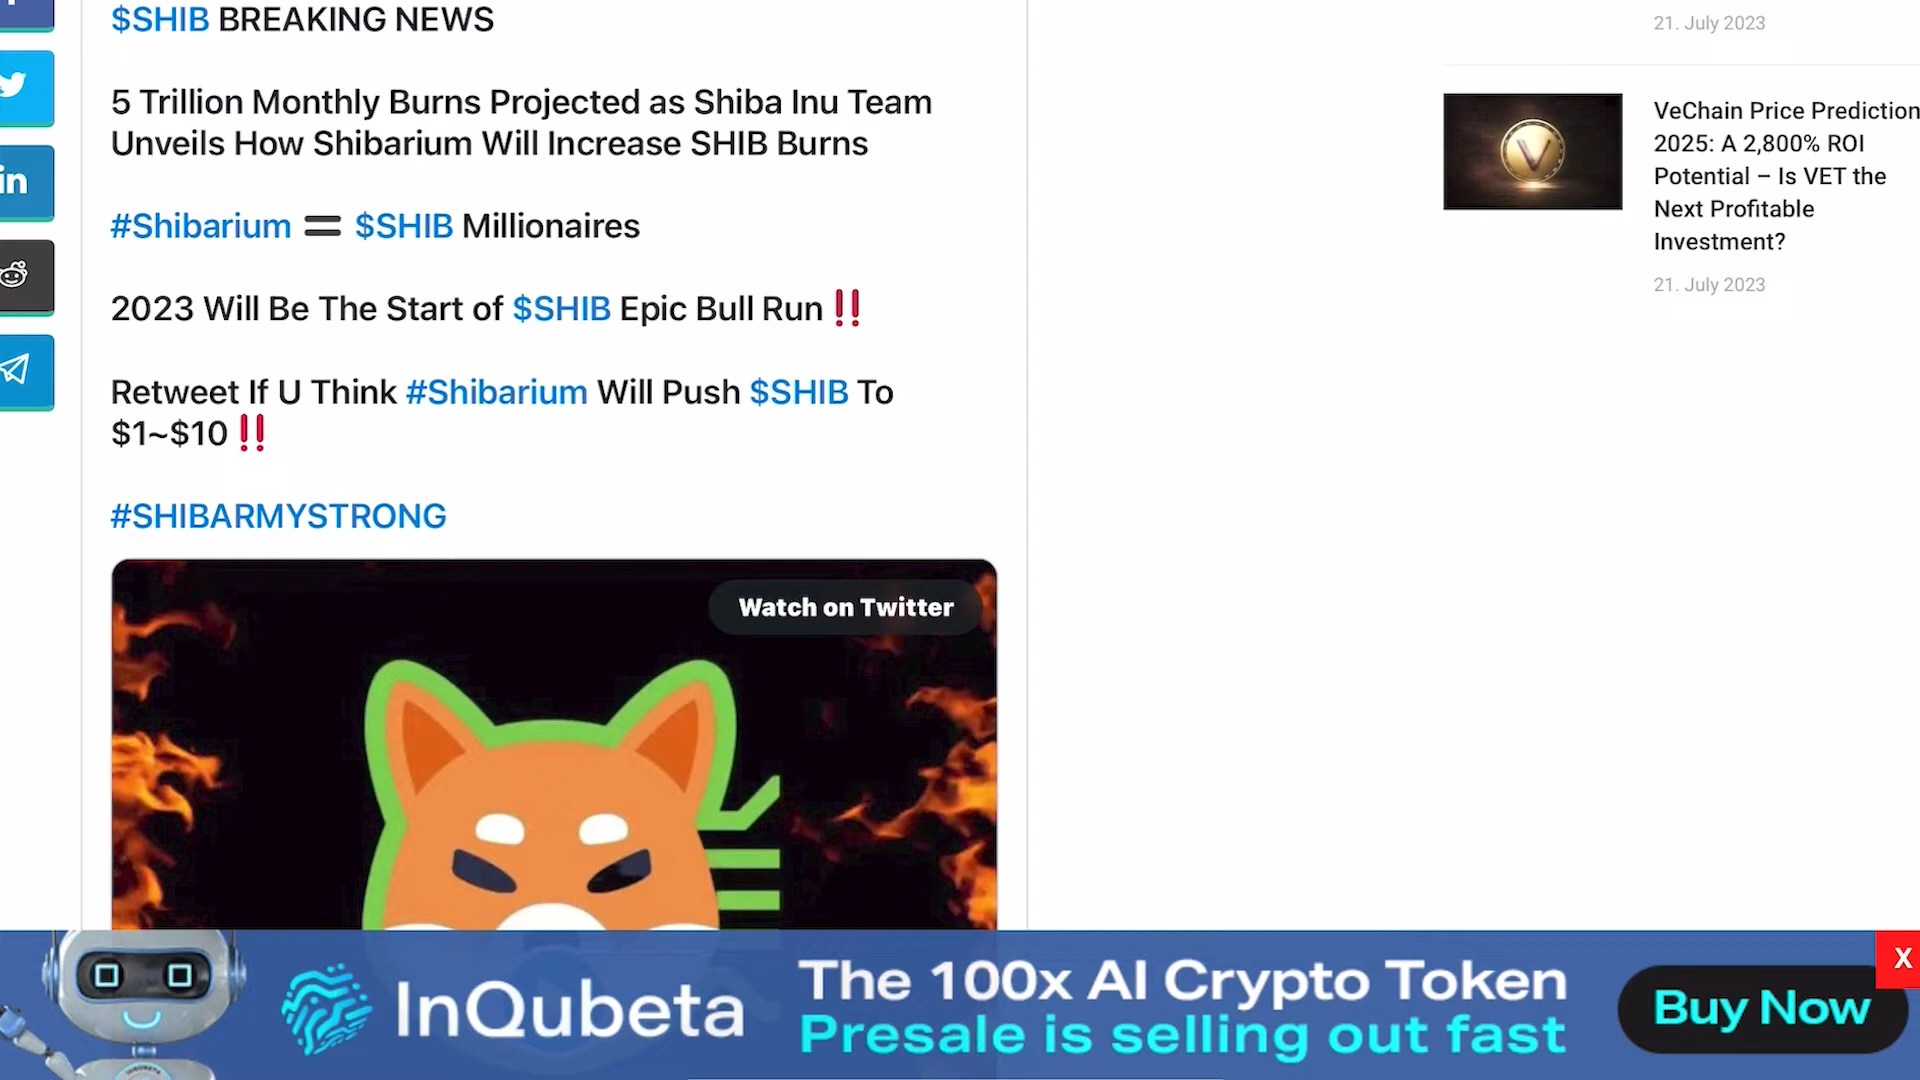 $SHIB BREAKING NEWS
5 Trillion Monthly Burns Projected as Shiba Inu Team
Unveils How Shibarium Will Increase SHIB Burns
#Shibarium = $SHIB Millionaires
2023 Will Be The Start of $SHIB Epic Bull Run‼️
Retweet If U Think #Shibarium Will Push $SHIB To
$1~$10‼️
#SHIBARMYSTRONG
Watch on Twitter
in
21. July 2023
VeChain Price Prediction
2025: A 2,800% ROI
Potential – Is VET the
Next Profitable
Investment?
21. July 2023
InQubeta
The 100x AI Crypto Token
Presale is selling out fast
Buy Now
X
INQUBETA